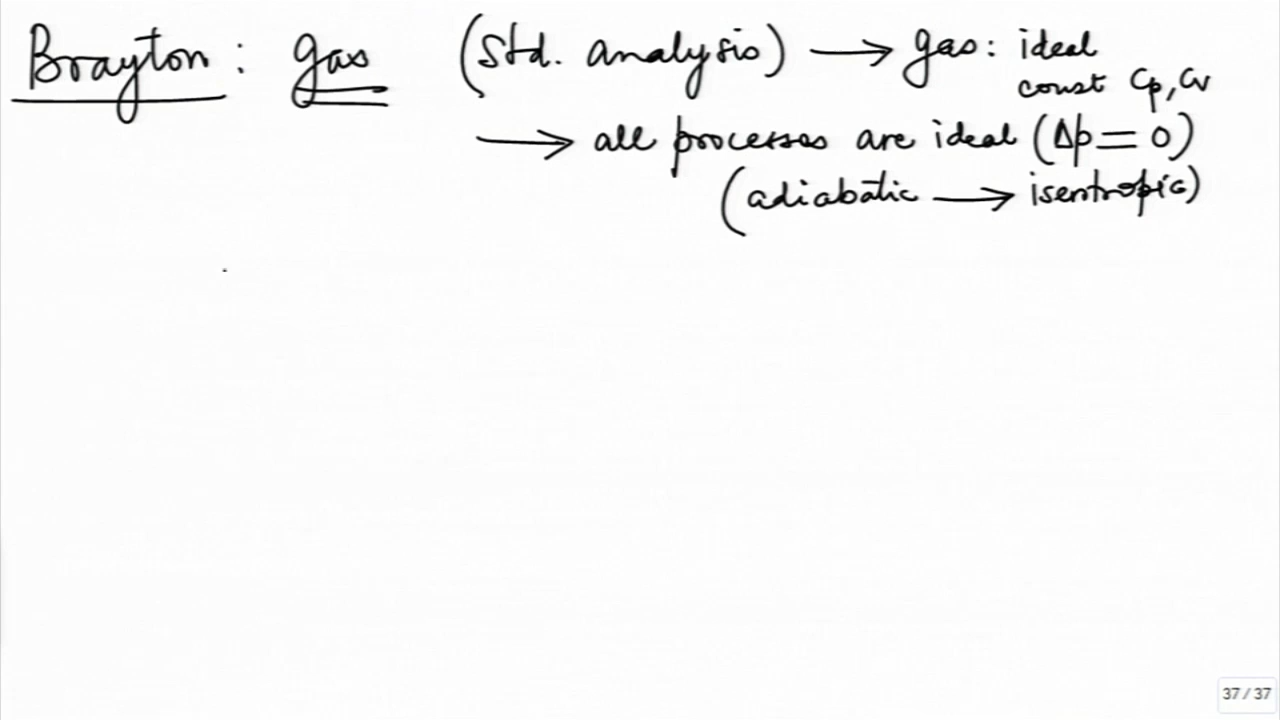 Brayton: gas (std. analysis) → gas: ideal
const Cp, Cv
→ all processes are ideal (Δp = 0)
(adiabatic → isentropic)
37 / 37